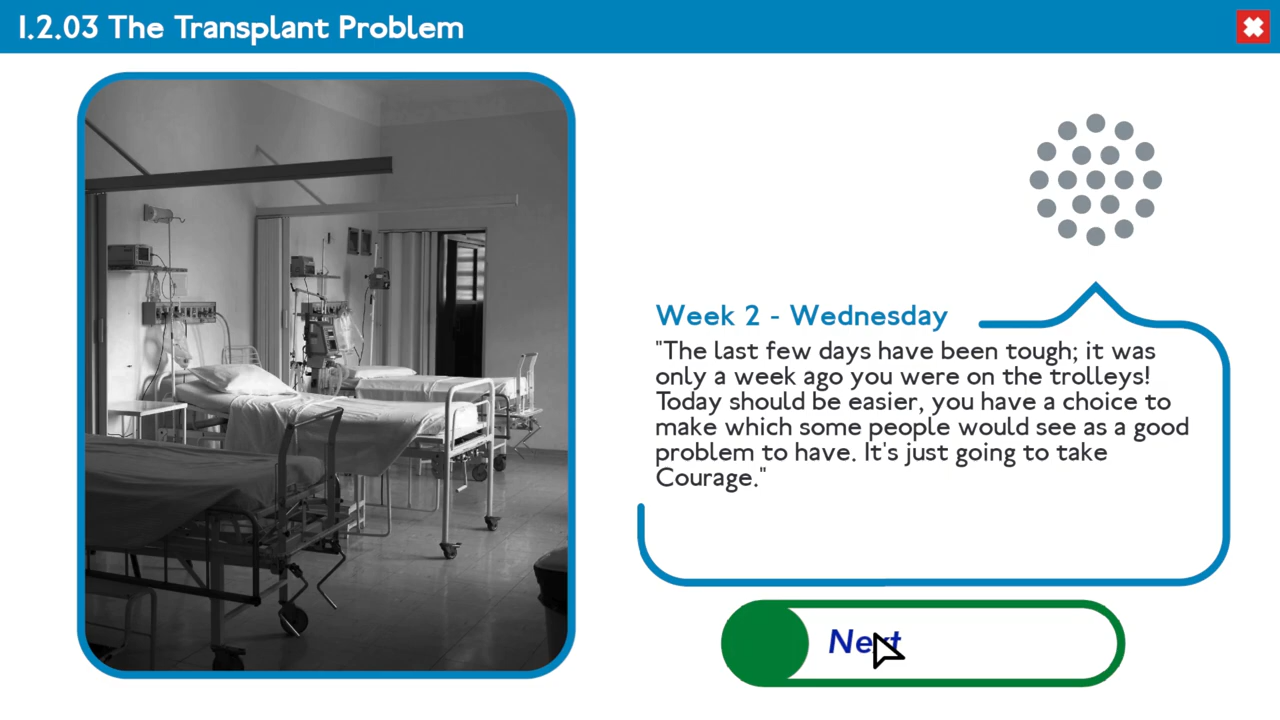 1.2.03 The Transplant Problem
Week 2 - Wednesday
"The last few days have been tough; it was
only a week ago you were on the trolleys!
Today should be easier, you have a choice to
make which some people would see as a good
problem to have. It's just going to take
Courage."
Next